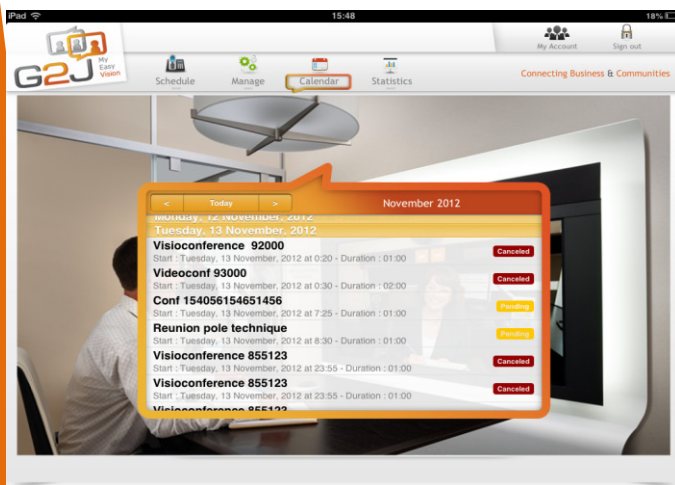 iPad 15:48 18%
My Account Sign out
G2J My Easy Vision
Schedule Manage Calendar Statistics
Connecting Business & Communities
< Today > November 2012
Monday, 12 November, 2012
Tuesday, 13 November, 2012
Visioconference 92000
Start : Tuesday, 13 November, 2012 at 0:20 - Duration : 01:00
Canceled
Videoconf 93000
Start : Tuesday, 13 November, 2012 at 0:30 - Duration : 02:00
Canceled
Conf 154056154651456
Start : Tuesday, 13 November, 2012 at 7:25 - Duration : 01:00
Pending
Reunion pole technique
Start : Tuesday, 13 November, 2012 at 8:30 - Duration : 01:00
Pending
Visioconference 855123
Start : Tuesday, 13 November, 2012 at 23:55 - Duration : 01:00
Canceled
Visioconference 855123
Start : Tuesday, 13 November, 2012 at 23:55 - Duration : 01:00
Canceled
Visioconference 855123